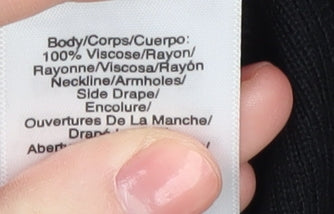 Body/Corps/Cuerpo:
100% Viscose/Rayon/
Rayonne/Viscosa/Rayón
Neckline/Armholes/
Side Drape/
Encolure/
Ouvertures De La Manche/